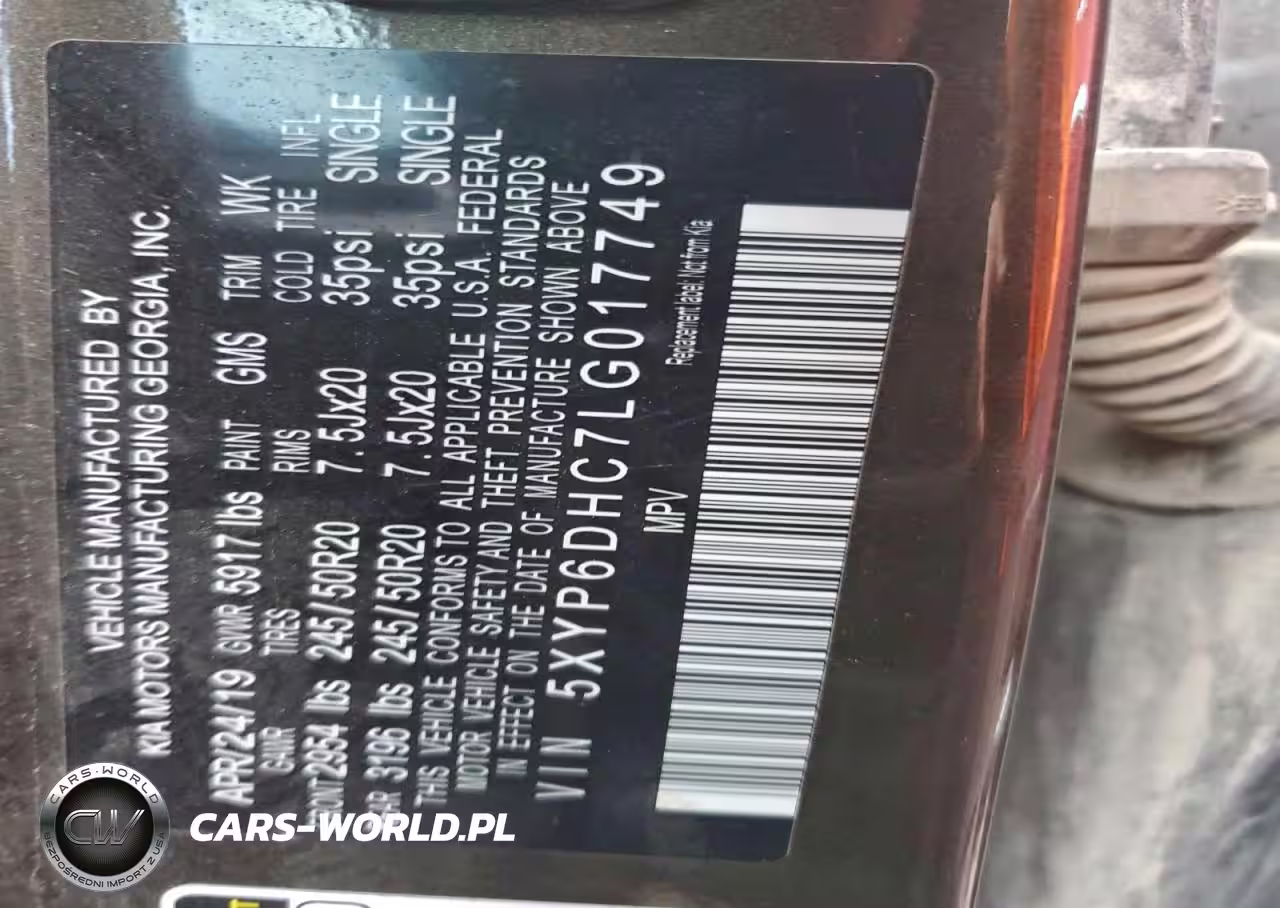 VEHICLE MANUFACTURED BY
KIA MOTORS MANUFACTURING GEORGIA, INC.
APR/24/19 GVWR 5917 lbs PAINT GMS TRIM WK
GAWR TIRES RIMS COLD TIRE INFL
FRONT 2954 lbs 245/50R20 7.5Jx20 35psi SINGLE
REAR 3196 lbs 245/50R20 7.5Jx20 35psi SINGLE
THIS VEHICLE CONFORMS TO ALL APPLICABLE U.S.A. FEDERAL
MOTOR VEHICLE SAFETY AND THEFT PREVENTION STANDARDS
IN EFFECT ON THE DATE OF MANUFACTURE SHOWN ABOVE
VIN 5XYP6DHC7LG017749
MPV
Replacement label: Not from Kia
CARS-WORLD
CW
BEZPOŚREDNI IMPORT Z USA
CARS-WORLD.PL